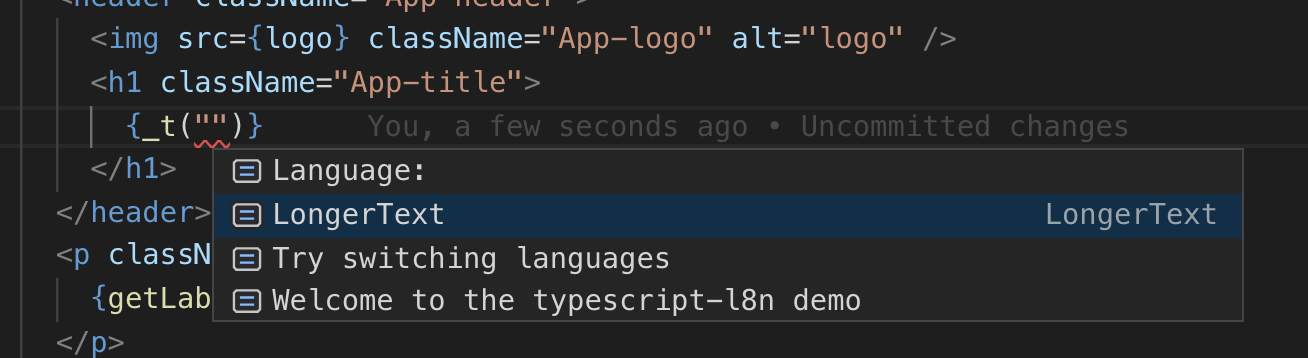 <header className="App-header">
<img src={logo} className="App-logo" alt="logo" />
<h1 className="App-title">
{_t("")} You, a few seconds ago • Uncommitted changes
</h1> Language:
</header> LongerText LongerText
<p classN Try switching languages
{getLab Welcome to the typescript-l8n demo
</p>